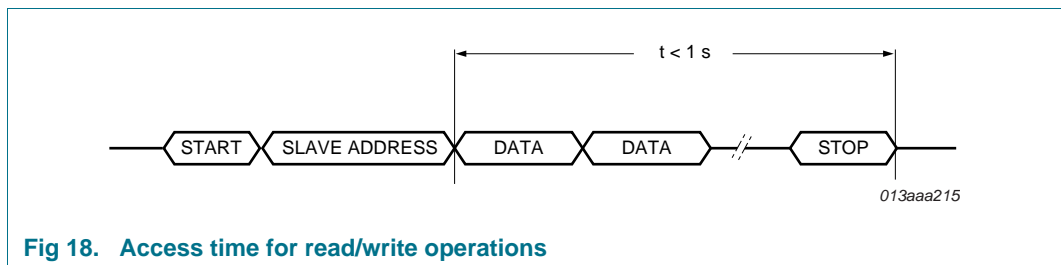 t < 1 s
START SLAVE ADDRESS DATA DATA STOP
013aaa215
Fig 18. Access time for read/write operations